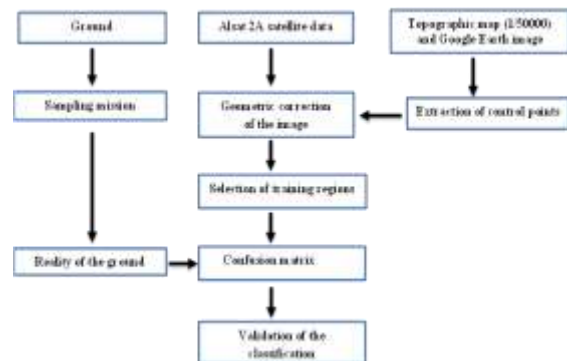 Ground
Alsat 2A satellite data
Topographic map (1/50000)
and Google Earth image
Sampling mission
Geometric correction
of the image
Extraction of control points
Selection of training regions
Reality of the ground
Confusion matrix
Validation of the
classification